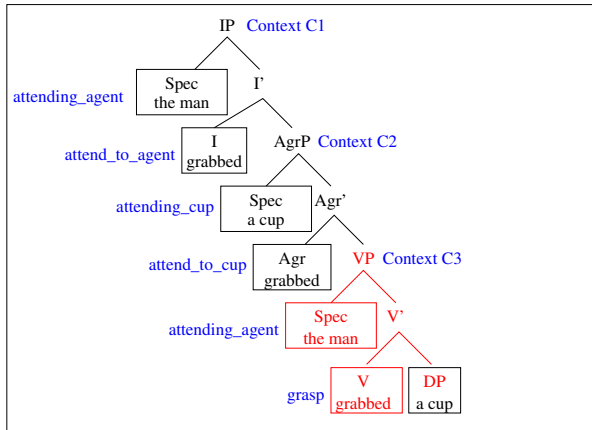 IP Context C1
attending_agent Spec I'
the man
attend_to_agent I AgrP Context C2
grabbed
attending_cup Spec Agr'
a cup
attend_to_cup Agr VP Context C3
grabbed
attending_agent Spec V'
the man
grasp V DP
grabbed a cup